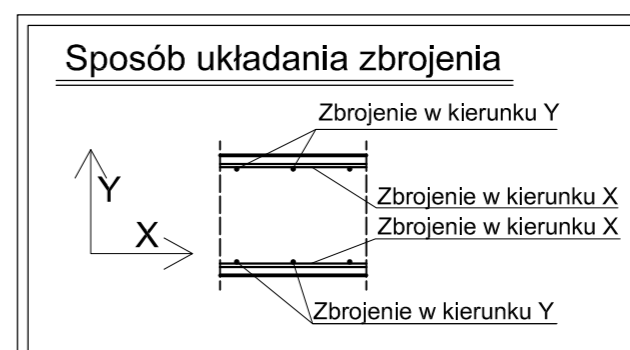 Sposób układania zbrojenia
Zbrojenie w kierunku Y
Y
X
Zbrojenie w kierunku X
Zbrojenie w kierunku X
Zbrojenie w kierunku Y